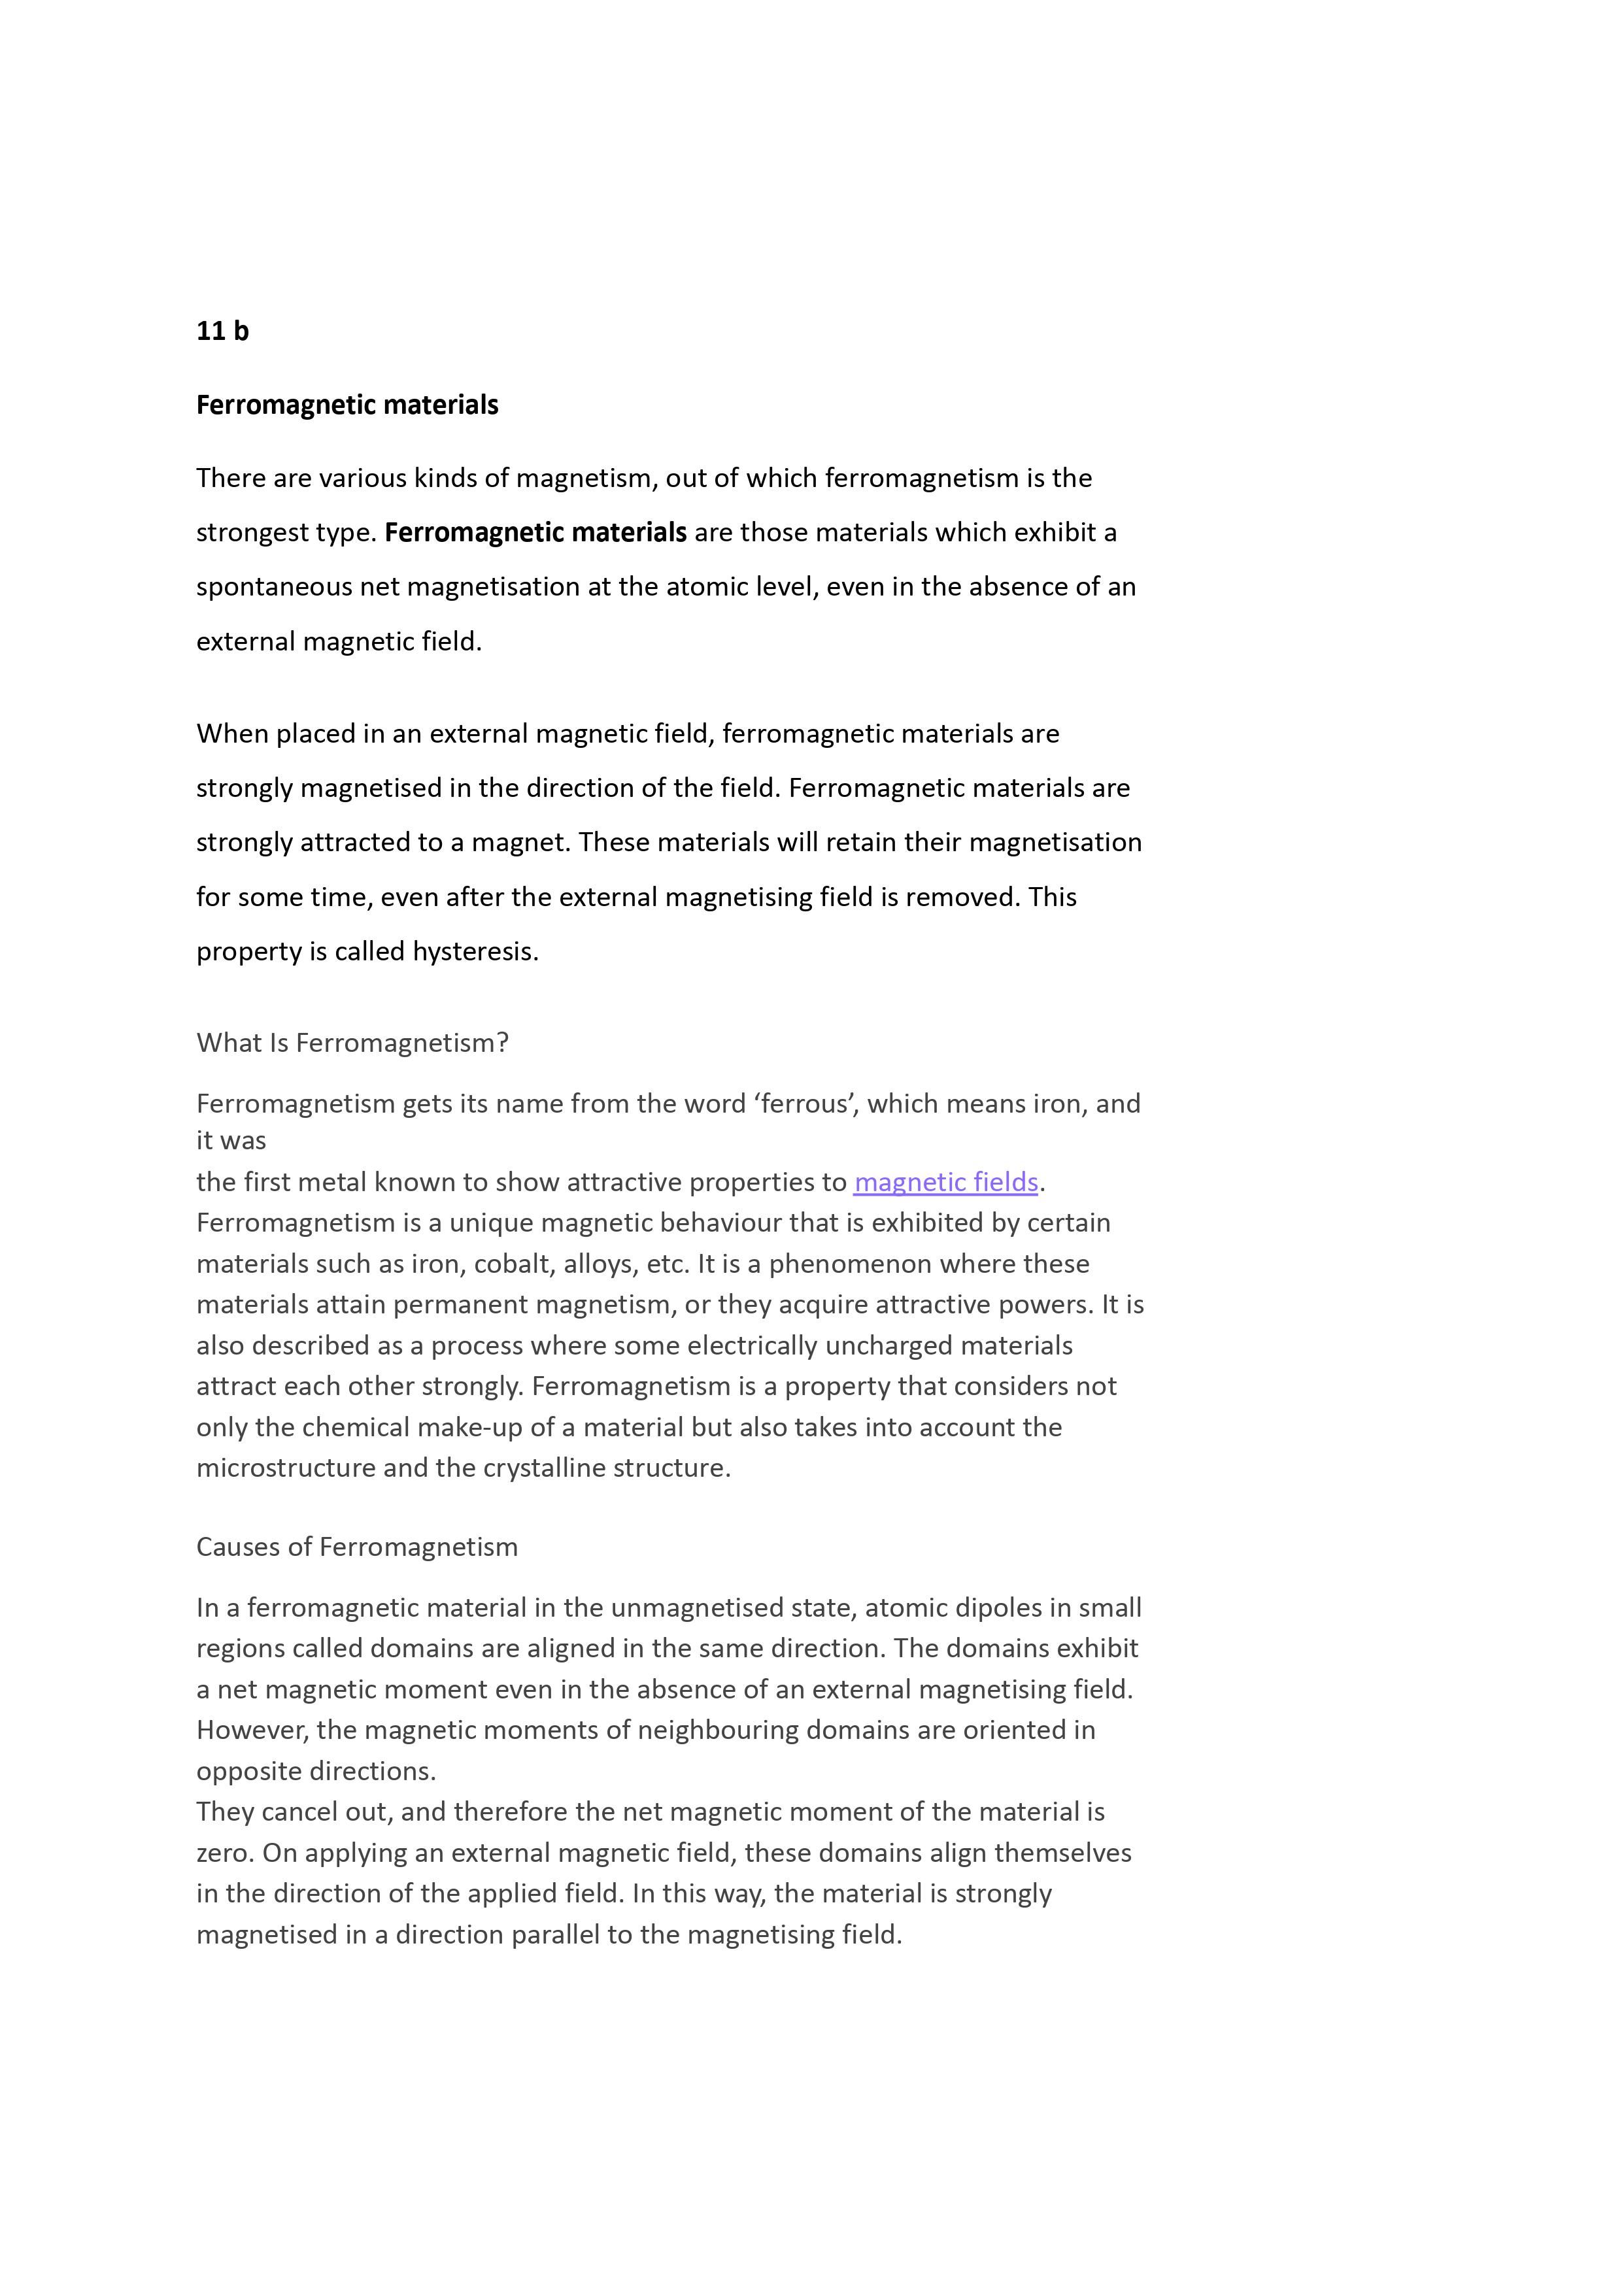 11 b
Ferromagnetic materials
There are various kinds of magnetism, out of which ferromagnetism is the
strongest type. Ferromagnetic materials are those materials which exhibit a
spontaneous net magnetisation at the atomic level, even in the absence of an
external magnetic field.
When placed in an external magnetic field, ferromagnetic materials are
strongly magnetised in the direction of the field. Ferromagnetic materials are
strongly attracted to a magnet. These materials will retain their magnetisation
for some time, even after the external magnetising field is removed. This
property is called hysteresis.
What Is Ferromagnetism?
Ferromagnetism gets its name from the word ‘ferrous’, which means iron, and
it was
the first metal known to show attractive properties to magnetic fields.
Ferromagnetism is a unique magnetic behaviour that is exhibited by certain
materials such as iron, cobalt, alloys, etc. It is a phenomenon where these
materials attain permanent magnetism, or they acquire attractive powers. It is
also described as a process where some electrically uncharged materials
attract each other strongly. Ferromagnetism is a property that considers not
only the chemical make-up of a material but also takes into account the
microstructure and the crystalline structure.
Causes of Ferromagnetism
In a ferromagnetic material in the unmagnetised state, atomic dipoles in small
regions called domains are aligned in the same direction. The domains exhibit
a net magnetic moment even in the absence of an external magnetising field.
However, the magnetic moments of neighbouring domains are oriented in
opposite directions.
They cancel out, and therefore the net magnetic moment of the material is
zero. On applying an external magnetic field, these domains align themselves
in the direction of the applied field. In this way, the material is strongly
magnetised in a direction parallel to the magnetising field.